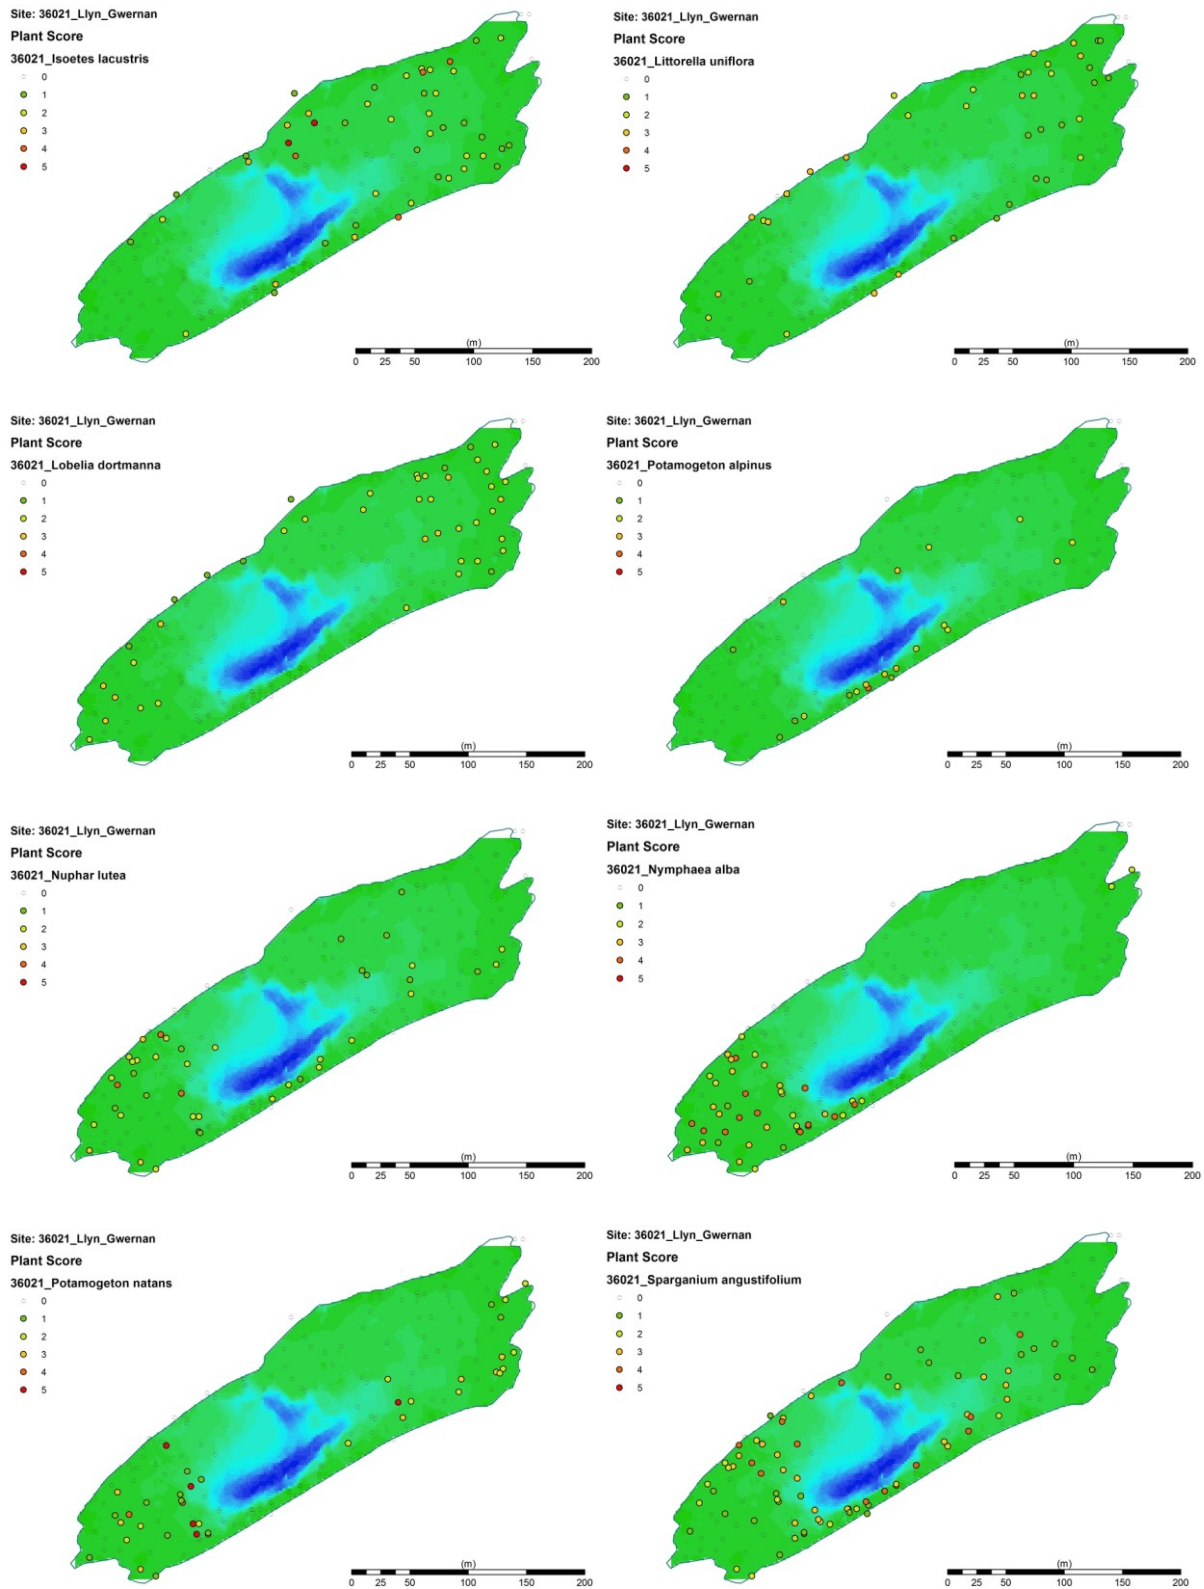 Site: 36021_Llyn_Gwernan
Plant Score
36021_Isoetes lacustris
0
1
2
3
4
5
(m)
0 25 50 100 150 200
Site: 36021_Llyn_Gwernan
Plant Score
36021_Littorella uniflora
0
1
2
3
4
5
(m)
0 25 50 100 150 200
Site: 36021_Llyn_Gwernan
Plant Score
36021_Lobelia dortmanna
0
1
2
3
4
5
(m)
0 25 50 100 150 200
Site: 36021_Llyn_Gwernan
Plant Score
36021_Potamogeton alpinus
0
1
2
3
4
5
(m)
0 25 50 100 150 200
Site: 36021_Llyn_Gwernan
Plant Score
36021_Nuphar lutea
0
1
2
3
4
5
(m)
0 25 50 100 150 200
Site: 36021_Llyn_Gwernan
Plant Score
36021_Nymphaea alba
0
1
2
3
4
5
(m)
0 25 50 100 150 200
Site: 36021_Llyn_Gwernan
Plant Score
36021_Potamogeton natans
0
1
2
3
4
5
(m)
0 25 50 100 150 200
Site: 36021_Llyn_Gwernan
Plant Score
36021_Sparganium angustifolium
0
1
2
3
4
5
(m)
0 25 50 100 150 200